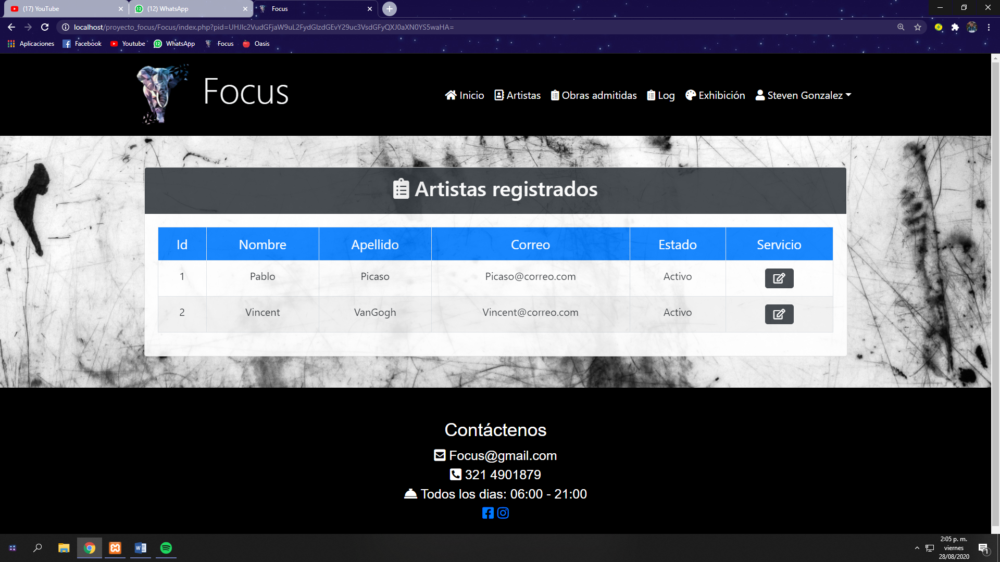 (17) YouTube
12 (12) WhatsApp
Focus
localhost/proyecto_focus/Focus/index.php?pid=UHJlc2VudGFjaW9uL2FydGlzdGEvY29uc3VsdGFyQXJ0aXN0YS5waHA=
Aplicaciones Facebook Youtube 12 WhatsApp Focus Oasis
Focus
Inicio Artistas Obras admitidas Log Exhibición Steven Gonzalez
Artistas registrados
Id Nombre Apellido Correo Estado Servicio
1 Pablo Picaso Picaso@correo.com Activo
2 Vincent VanGogh Vincent@correo.com Activo
Contáctenos
Focus@gmail.com
321 4901879
Todos los dias: 06:00 - 21:00
2:05 p. m.
viernes
28/08/2020
1